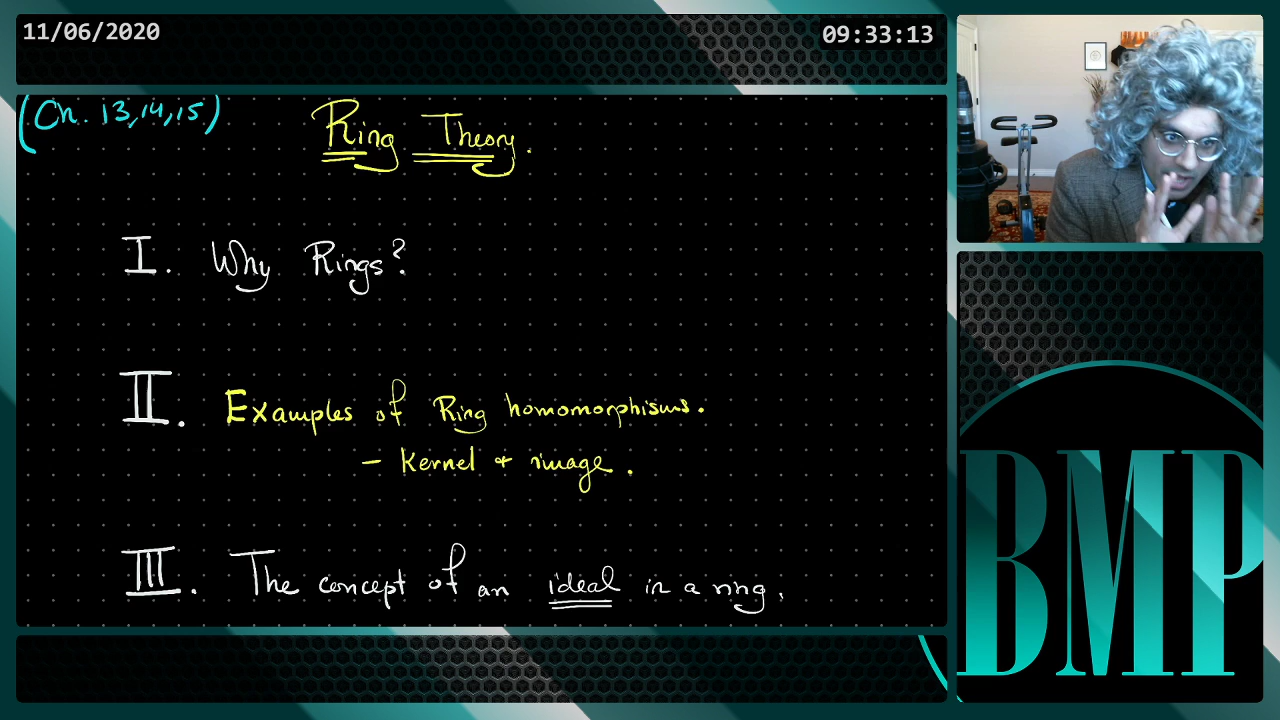 11/06/2020
09:33:13
(Ch. 13,14,15)
Ring Theory.
I. Why Rings?
II. Examples of Ring homomorphisms.
- Kernel + image.
III. The concept of an ideal in a ring.
BMP